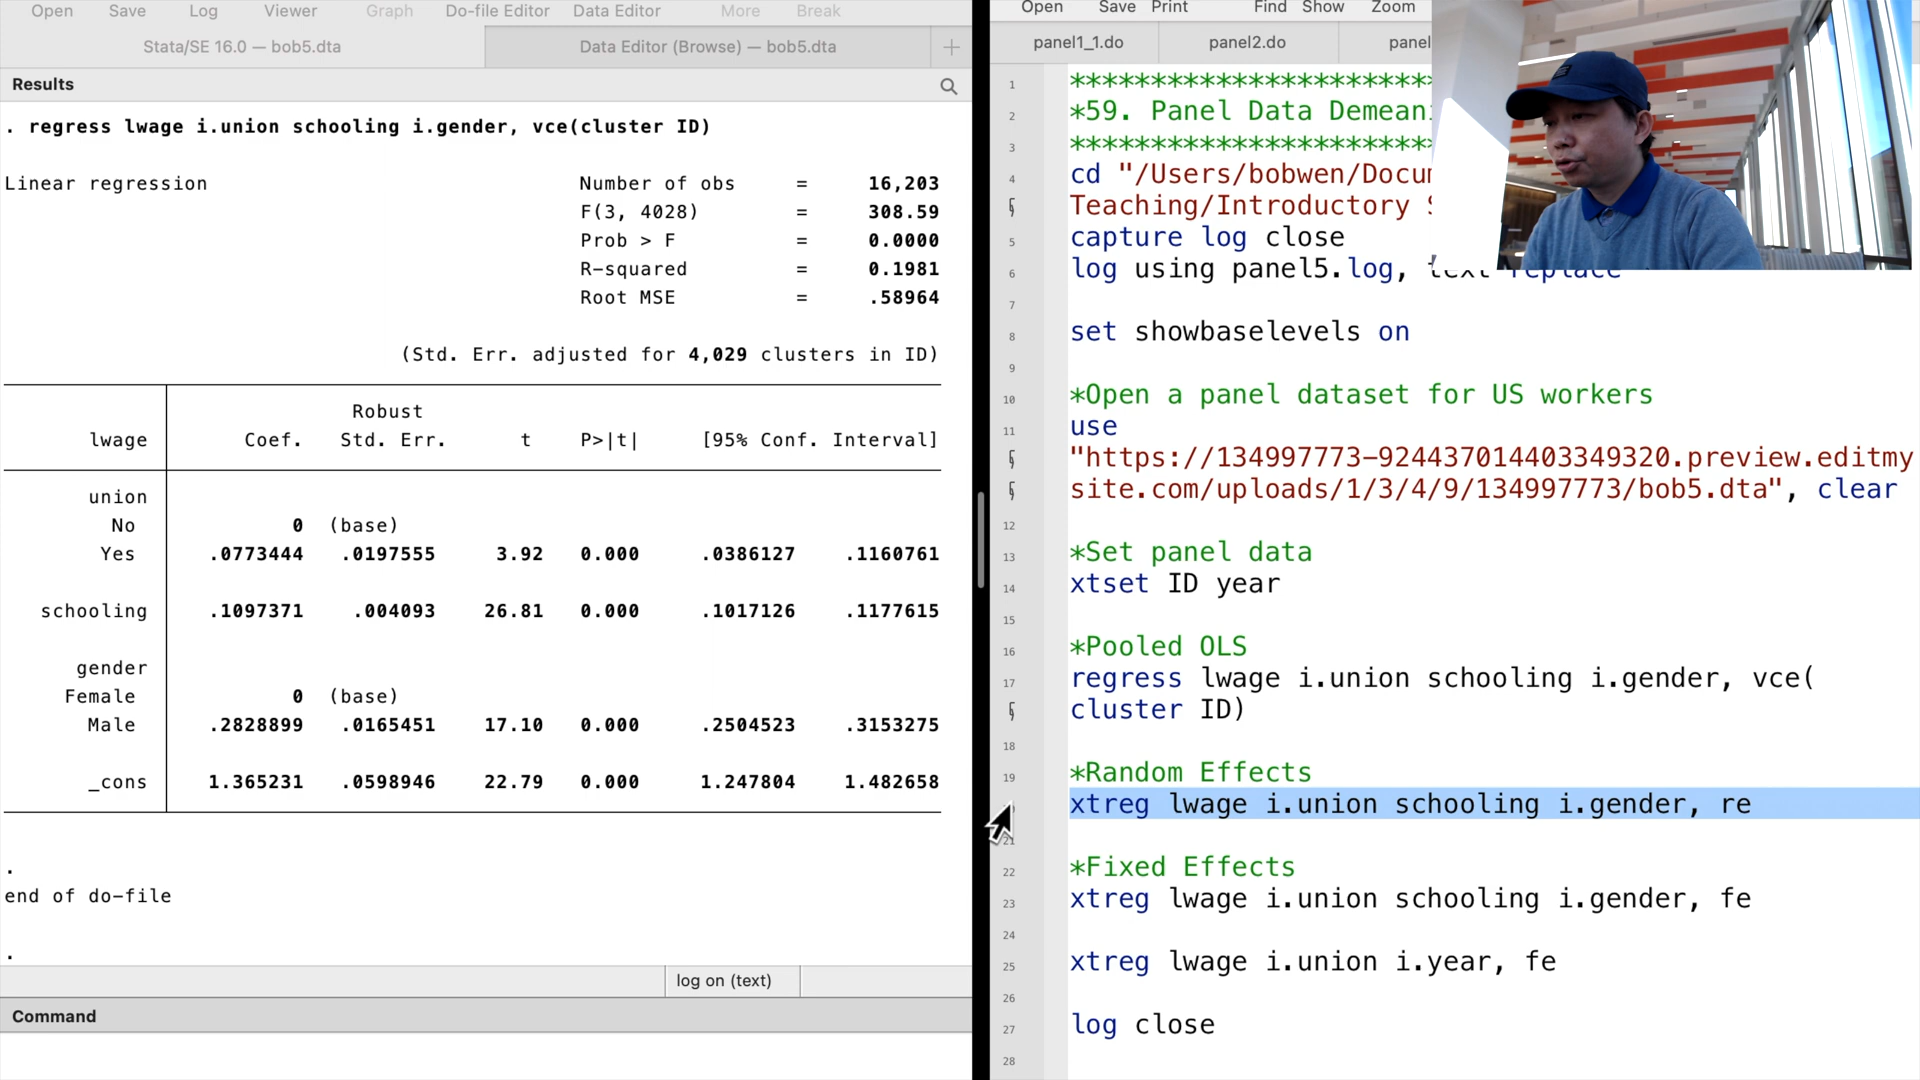 Open Save Log Viewer Graph Do-file Editor Data Editor More Break
Stata/SE 16.0 — bob5.dta
Data Editor (Browse) — bob5.dta
Results
. regress lwage i.union schooling i.gender, vce(cluster ID)
Linear regression Number of obs = 16,203
F(3, 4028) = 308.59
Prob > F = 0.0000
R-squared = 0.1981
Root MSE = .58964
(Std. Err. adjusted for 4,029 clusters in ID)
Robust
lwage Coef. Std. Err. t P>|t| [95% Conf. Interval]
union
No 0 (base)
Yes .0773444 .0197555 3.92 0.000 .0386127 .1160761
schooling .1097371 .004093 26.81 0.000 .1017126 .1177615
gender
Female 0 (base)
Male .2828899 .0165451 17.10 0.000 .2504523 .3153275
_cons 1.365231 .0598946 22.79 0.000 1.247804 1.482658
.
end of do-file
.
log on (text)
Command
Open Save Print Find Show Zoom
panel1_1.do
panel2.do
panel
1 **********************
2 *59. Panel Data Demean
3 **********************
4 cd "/Users/bobwen/Docu
Teaching/Introductory
5 capture log close
6 log using panel5.log, text replace
7
8 set showbaselevels on
9
10 *Open a panel dataset for US workers
11 use
"https://134997773-924437014403349320.preview.editmy
site.com/uploads/1/3/4/9/134997773/bob5.dta", clear
12
13 *Set panel data
14 xtset ID year
15
16 *Pooled OLS
17 regress lwage i.union schooling i.gender, vce(
cluster ID)
18
19 *Random Effects
xtreg lwage i.union schooling i.gender, re
21
22 *Fixed Effects
23 xtreg lwage i.union schooling i.gender, fe
24
25 xtreg lwage i.union i.year, fe
26
27 log close
28